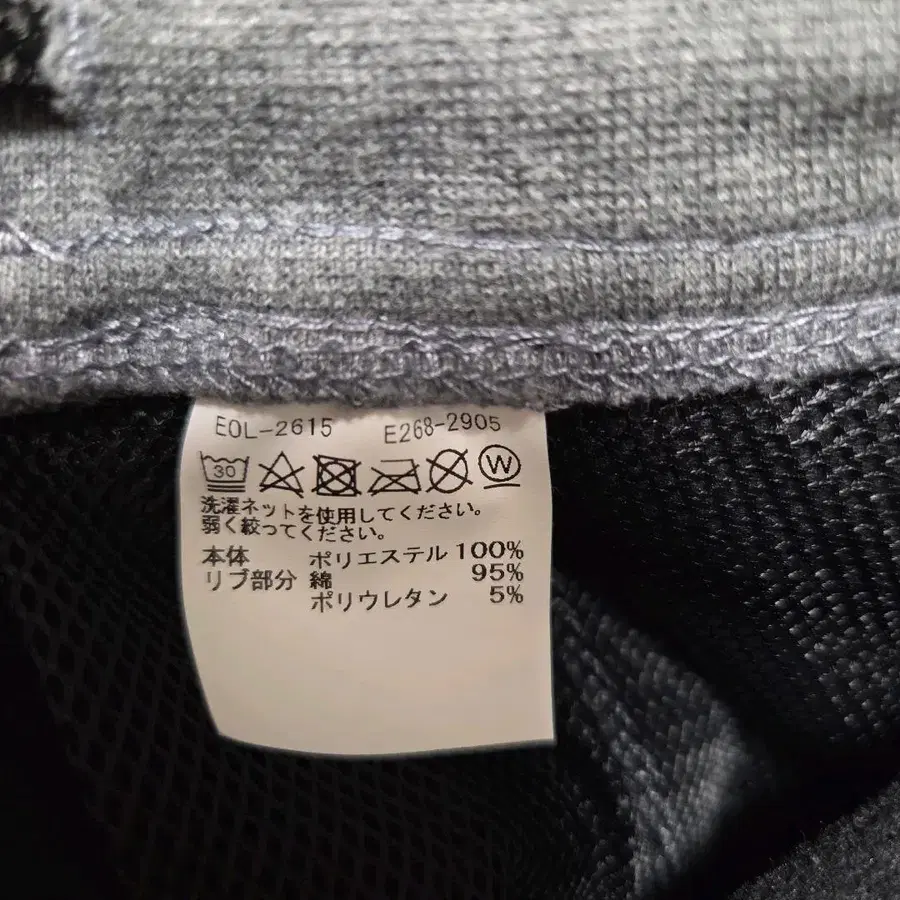 EOL-2615 E268-2905
30 W
洗濯ネットを使用してください。
弱く絞ってください。
本体 ポリエステル 100%
リブ部分 綿 95%
ポリウレタン 5%